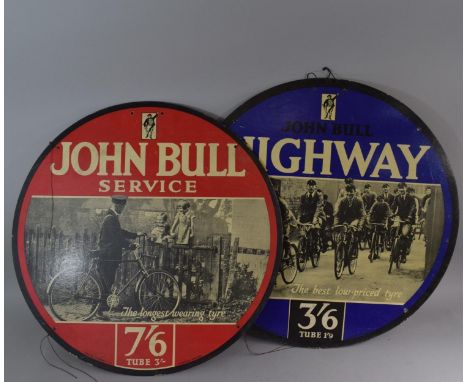 JOHN BULL
SERVICE
The longest wearing tyre
7/6
TUBE 3/-
JOHN BULL
HIGHWAY
The best low-priced tyre
3/6
TUBE 1'9